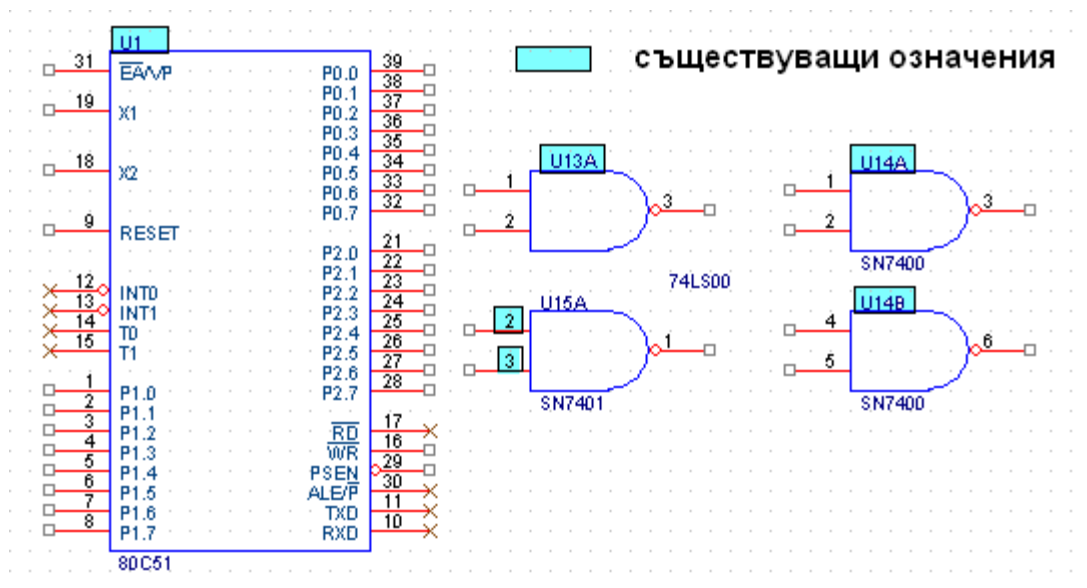 U1
31 EA/VP
19 X1
18 X2
9 RESET
12 INT0
13 INT1
14 T0
15 T1
1 P1.0
2 P1.1
3 P1.2
4 P1.3
5 P1.4
6 P1.5
7 P1.6
8 P1.7
P0.0 39
P0.1 38
P0.2 37
P0.3 36
P0.4 35
P0.5 34
P0.6 33
P0.7 32
P2.0 21
P2.1 22
P2.2 23
P2.3 24
P2.4 25
P2.5 26
P2.6 27
P2.7 28
RD 17
WR 16
PSEN 29
ALE/P 30
TXD 11
RXD 10
80C51
съществуващи означения
U13A
1
2
3
74LS00
U14A
1
2
3
SN7400
U15A
2
3
1
SN7401
U14B
4
5
6
SN7400